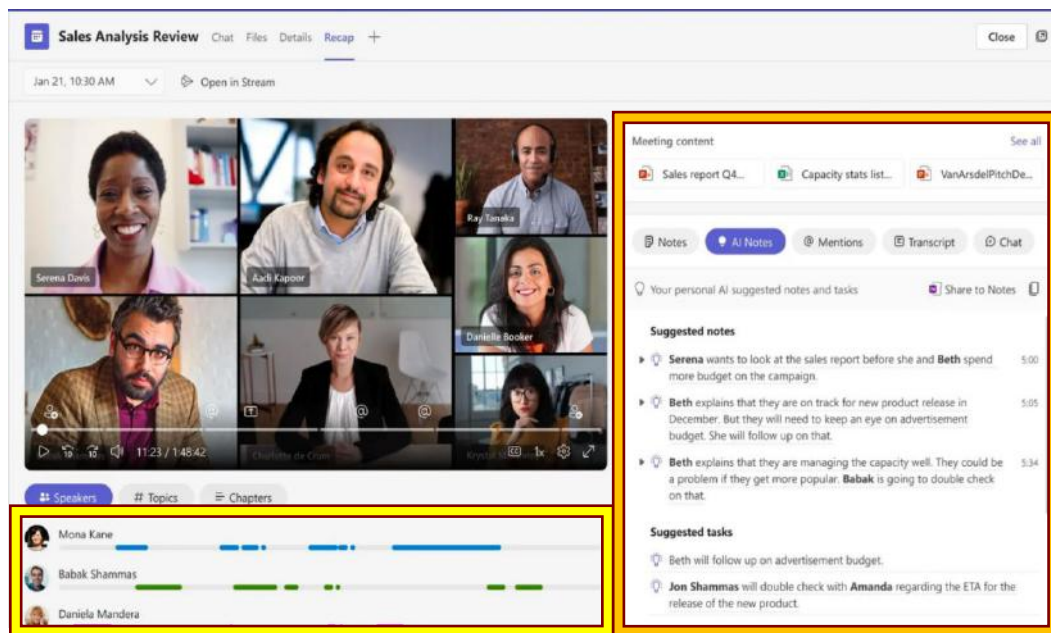 Sales Analysis Review Chat Files Details Recap Close
Jan 21, 10:30 AM Open in Stream
Serena Davis
Aadi Kapoor
Ray Tanaka
Danielle Booker
11:23 / 1:48:42
Charlotte de Crum
1x
Speakers # Topics Chapters
Mona Kane
Babak Shammas
Daniela Mandera
Meeting content See all
Sales report Q4... Capacity stats list... VanArsdelPitchDe...
Notes AI Notes Mentions Transcript Chat
Your personal AI suggested notes and tasks Share to Notes
Suggested notes
Serena wants to look at the sales report before she and Beth spend 5:00
more budget on the campaign.
Beth explains that they are on track for new product release in 5:05
December. But they will need to keep an eye on advertisement
budget. She will follow up on that.
Beth explains that they are managing the capacity well. They could be 5:34
a problem if they get more popular. Babak is going to double check
on that.
Suggested tasks
Beth will follow up on advertisement budget.
Jon Shammas will double check with Amanda regarding the ETA for the
release of the new product.